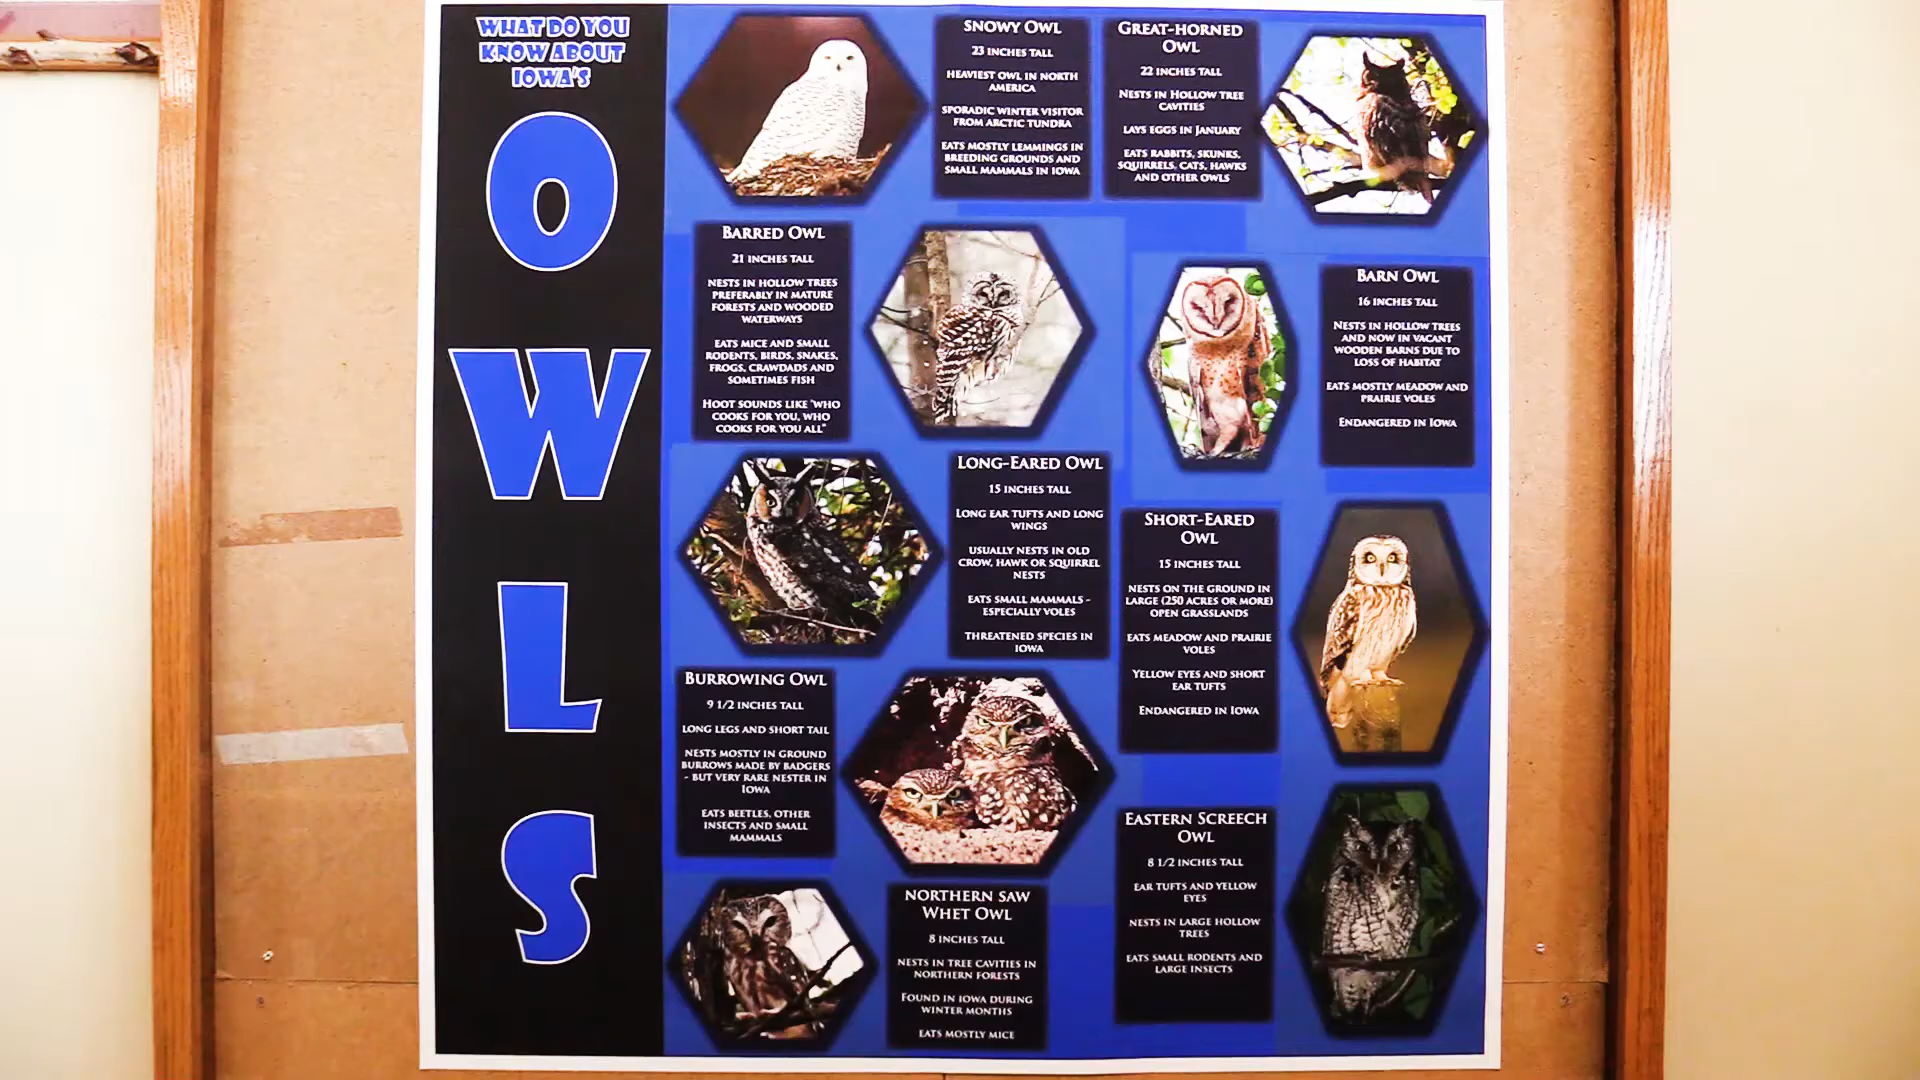 WHAT DO YOU
KNOW ABOUT
IOWA'S
OWLS
SNOWY OWL
23 INCHES TALL
HEAVIEST OWL IN NORTH
AMERICA
SPORADIC WINTER VISITOR
FROM ARCTIC TUNDRA
EATS MOSTLY LEMMINGS IN
BREEDING GROUNDS AND
SMALL MAMMALS IN IOWA
GREAT-HORNED
OWL
22 INCHES TALL
NESTS IN HOLLOW TREE
CAVITIES
LAYS EGGS IN JANUARY
EATS RABBITS, SKUNKS,
SQUIRRELS, CATS, HAWKS
AND OTHER OWLS
BARRED OWL
21 INCHES TALL
NESTS IN HOLLOW TREES
PREFERABLY IN MATURE
FORESTS AND WOODED
WATERWAYS
EATS MICE AND SMALL
RODENTS, BIRDS, SNAKES,
FROGS, CRAWDADS AND
SOMETIMES FISH
HOOT SOUNDS LIKE "WHO
COOKS FOR YOU, WHO
COOKS FOR YOU ALL"
BARN OWL
16 INCHES TALL
NESTS IN HOLLOW TREES
AND NOW IN VACANT
WOODEN BARNS DUE TO
LOSS OF HABITAT
EATS MOSTLY MEADOW AND
PRAIRIE VOLES
ENDANGERED IN IOWA
LONG-EARED OWL
15 INCHES TALL
LONG EAR TUFTS AND LONG
WINGS
USUALLY NESTS IN OLD
CROW, HAWK OR SQUIRREL
NESTS
EATS SMALL MAMMALS -
ESPECIALLY VOLES
THREATENED SPECIES IN
IOWA
SHORT-EARED
OWL
15 INCHES TALL
NESTS ON THE GROUND IN
LARGE (250 ACRES OR MORE)
OPEN GRASSLANDS
EATS MEADOW AND PRAIRIE
VOLES
YELLOW EYES AND SHORT
EAR TUFTS
ENDANGERED IN IOWA
BURROWING OWL
9 1/2 INCHES TALL
LONG LEGS AND SHORT TAIL
NESTS MOSTLY IN GROUND
BURROWS MADE BY BADGERS
- BUT VERY RARE NESTER IN
IOWA
EATS BEETLES, OTHER
INSECTS AND SMALL
MAMMALS
EASTERN SCREECH
OWL
8 1/2 INCHES TALL
EAR TUFTS AND YELLOW
EYES
NESTS IN LARGE HOLLOW
TREES
EATS SMALL RODENTS AND
LARGE INSECTS
NORTHERN SAW
WHET OWL
8 INCHES TALL
NESTS IN TREE CAVITIES IN
NORTHERN FORESTS
FOUND IN IOWA DURING
WINTER MONTHS
EATS MOSTLY MICE